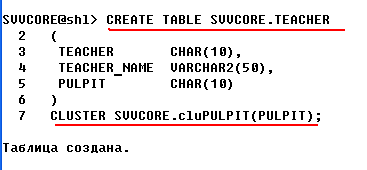 SVVCORE@shl> CREATE TABLE SVVCORE.TEACHER
2 (
3 TEACHER CHAR(10),
4 TEACHER_NAME VARCHAR2(50),
5 PULPIT CHAR(10)
6 )
7 CLUSTER SVVCORE.cluPULPIT(PULPIT);
Таблица создана.